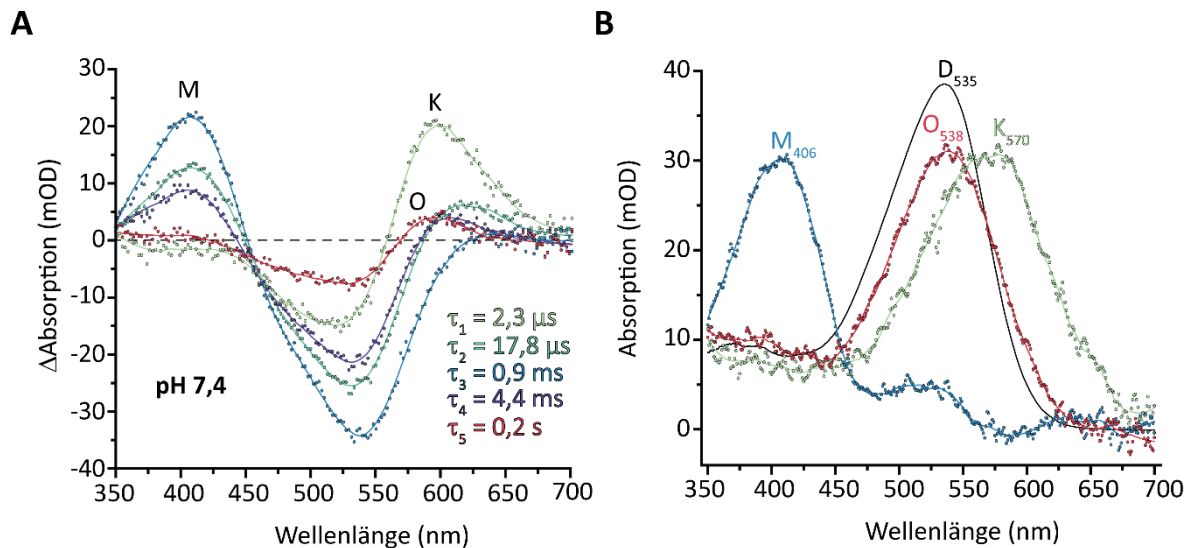 A
30
20
10
0
-10
-20
-30
-40
ΔAbsorption (mOD)
M
K
O
τ₁ = 2,3 µs
τ₂ = 17,8 µs
τ₃ = 0,9 ms
τ₄ = 4,4 ms
τ₅ = 0,2 s
pH 7,4
350 400 450 500 550 600 650 700
Wellenlänge (nm)
B
40
30
20
10
0
Absorption (mOD)
D₅₃₅
O₅₃₈
K₅₇₀
M₄₀₆
350 400 450 500 550 600 650 700
Wellenlänge (nm)